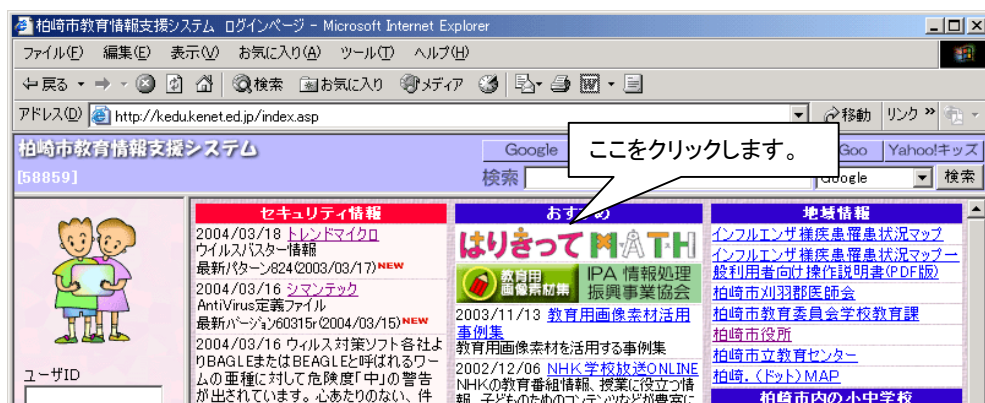 柏崎市教育情報支援システム ログインページ - Microsoft Internet Explorer
ファイル(F) 編集(E) 表示(V) お気に入り(A) ツール(T) ヘルプ(H)
戻る 検索 お気に入り メディア
アドレス(D) http://kedu.kenet.ed.jp/index.asp 移動 リンク
柏崎市教育情報支援システム
[58859]
Google Goo Yahoo!キッズ
検索 Google 検索
ここをクリックします。
ユーザID
セキュリティ情報
2004/03/18 トレンドマイクロ
ウイルスバスター情報
最新パターン824(2003/03/17) NEW
2004/03/16 シマンテック
AntiVirus定義ファイル
最新バージョン60315r(2004/03/15) NEW
2004/03/16 ウィルス対策ソフト各社よ
りBAGLEまたはBEAGLEと呼ばれるワー
ムの亜種に対して危険度「中」の警告
が出されています。心あたりのない、件
おすすめ
はりきって MATH
教育用画像素材集 IPA 情報処理
振興事業協会
2003/11/13 教育用画像素材活用
事例集
教育用画像素材を活用する事例集
2002/12/06 NHK学校放送ONLINE
NHKの教育番組情報、授業に役立つ情
報、子どものためのコンテンツなどが豊富に
地域情報
インフルエンザ様疾患罹患状況マップ
インフルエンザ様疾患罹患状況マップ一
般利用者向け操作説明書(PDF版)
柏崎市刈羽郡医師会
柏崎市教育委員会学校教育課
柏崎市役所
柏崎市立教育センター
柏崎.(ドット)MAP
柏崎市内の小中学校